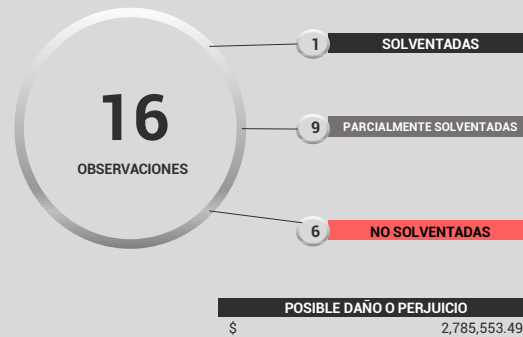 16
OBSERVACIONES
1 SOLVENTADAS
9 PARCIALMENTE SOLVENTADAS
6 NO SOLVENTADAS
POSIBLE DAÑO O PERJUICIO
$ 2,785,553.49